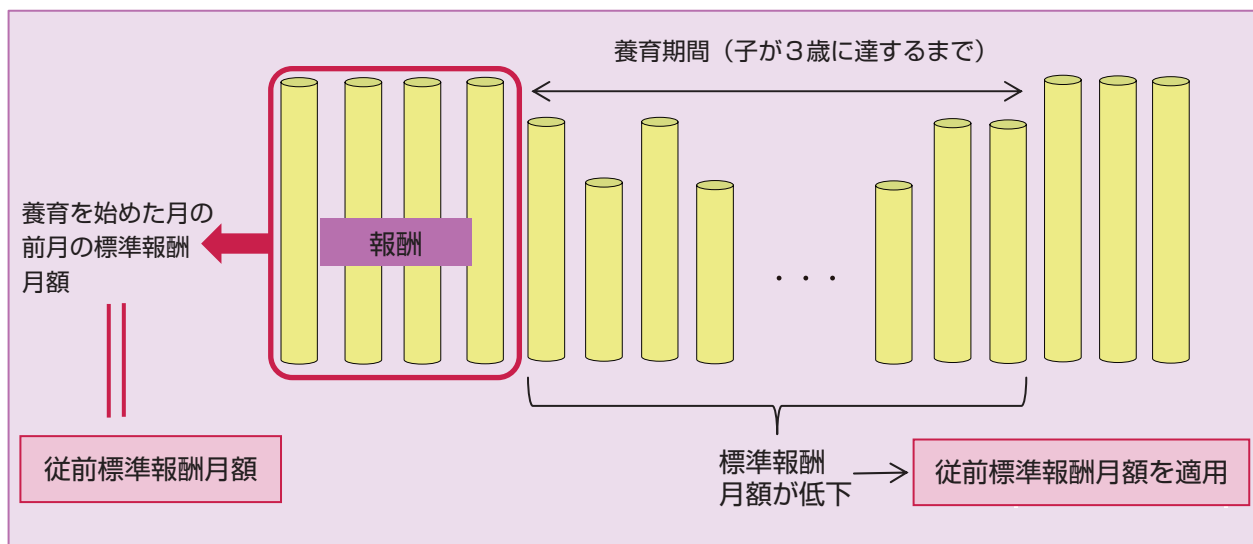 養育期間（子が３歳に達するまで）
養育を始めた月の
前月の標準報酬
月額
報酬
・・・
従前標準報酬月額
標準報酬
月額が低下
従前標準報酬月額を適用